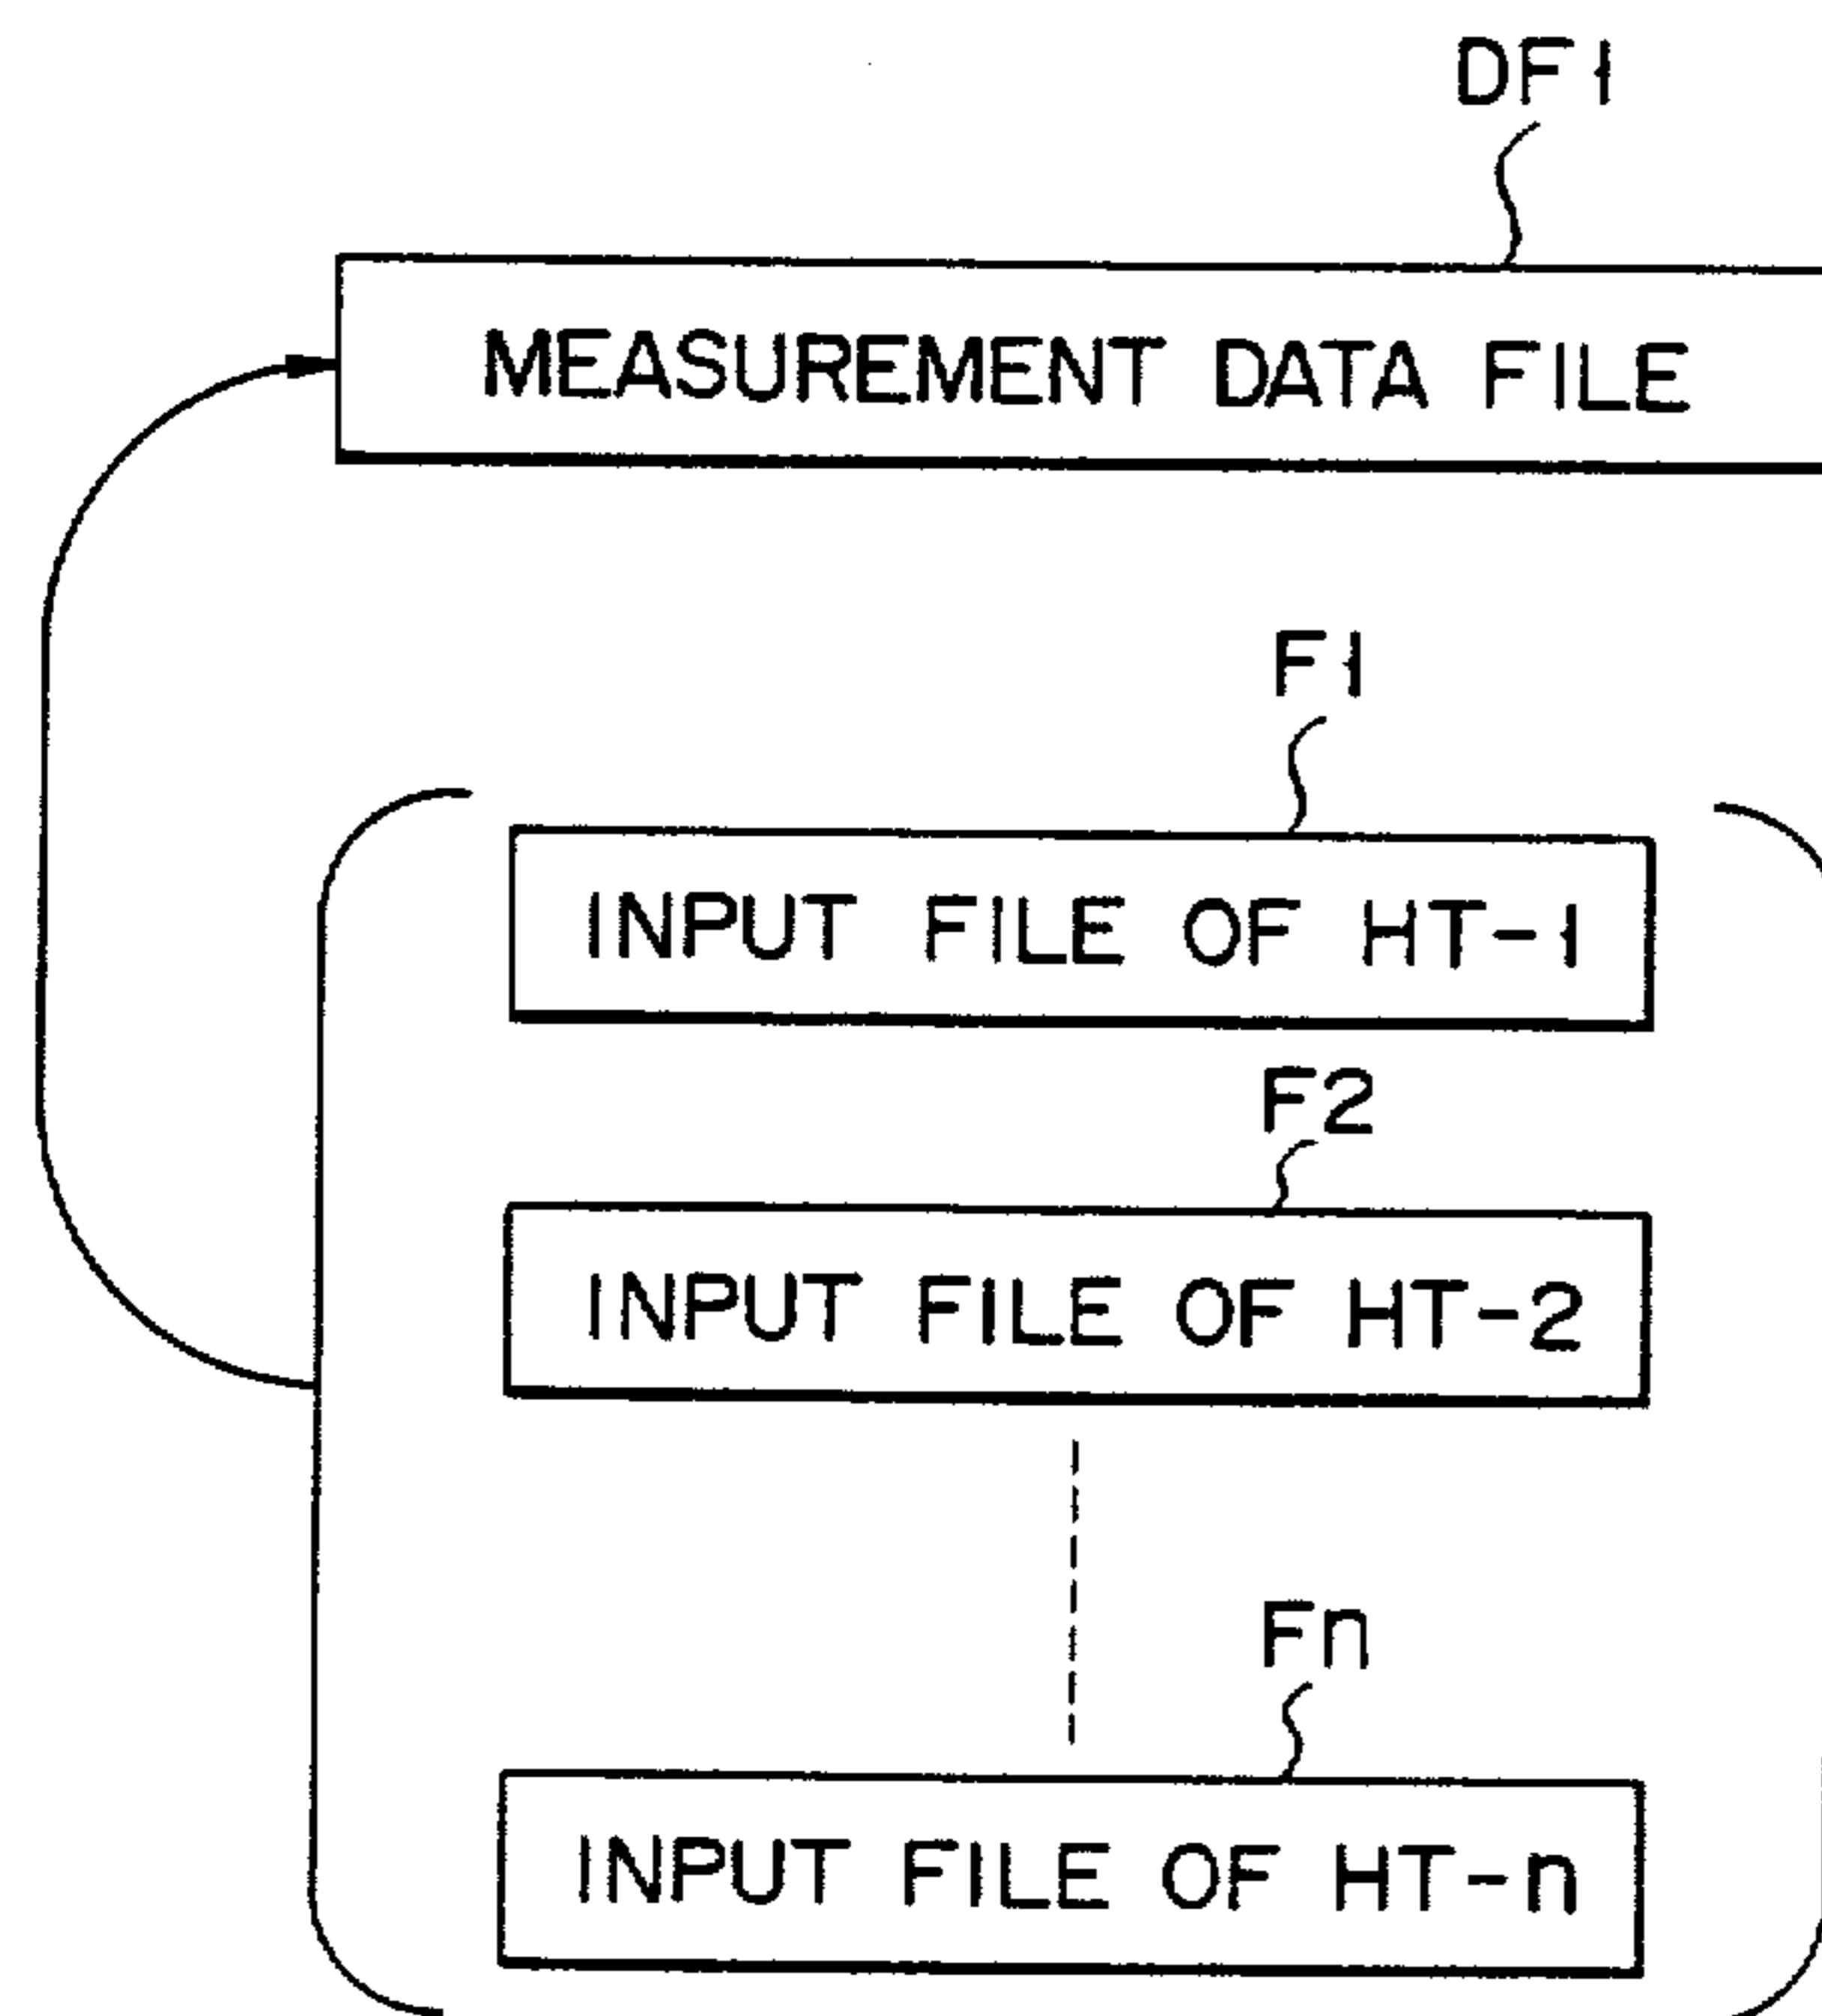 DF1
MEASUREMENT DATA FILE
F1
INPUT FILE OF HT-1
F2
INPUT FILE OF HT-2
Fn
INPUT FILE OF HT-n